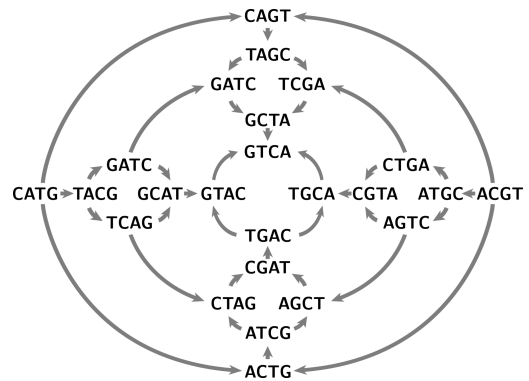 CAGT
TAGC
GATC TCGA
GCTA
GTCA
GATC CTGA
CATG TACG GCAT GTAC TGCA CGTA ATGC ACGT
TCAG AGTC
TGAC
CGAT
CTAG AGCT
ATCG
ACTG